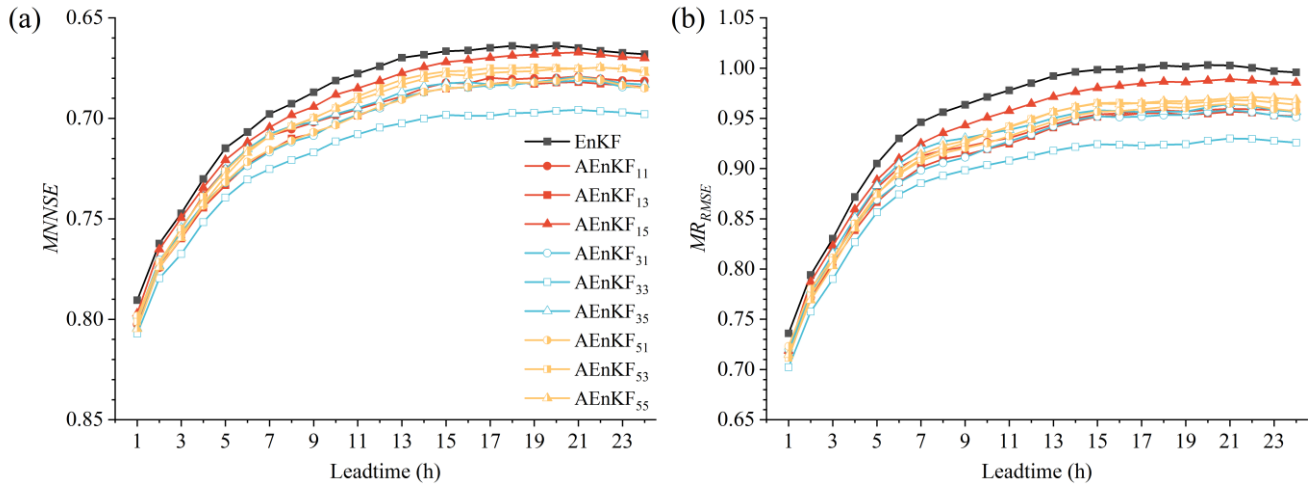 (a)
0.65
0.70
0.75
0.80
0.85
MNNSE
EnKF
AEnKF11
AEnKF13
AEnKF15
AEnKF31
AEnKF33
AEnKF35
AEnKF51
AEnKF53
AEnKF55
1 3 5 7 9 11 13 15 17 19 21 23
Leadtime (h)
(b)
1.05
1.00
0.95
0.90
0.85
0.80
0.75
0.70
0.65
MR_RMSE
1 3 5 7 9 11 13 15 17 19 21 23
Leadtime (h)